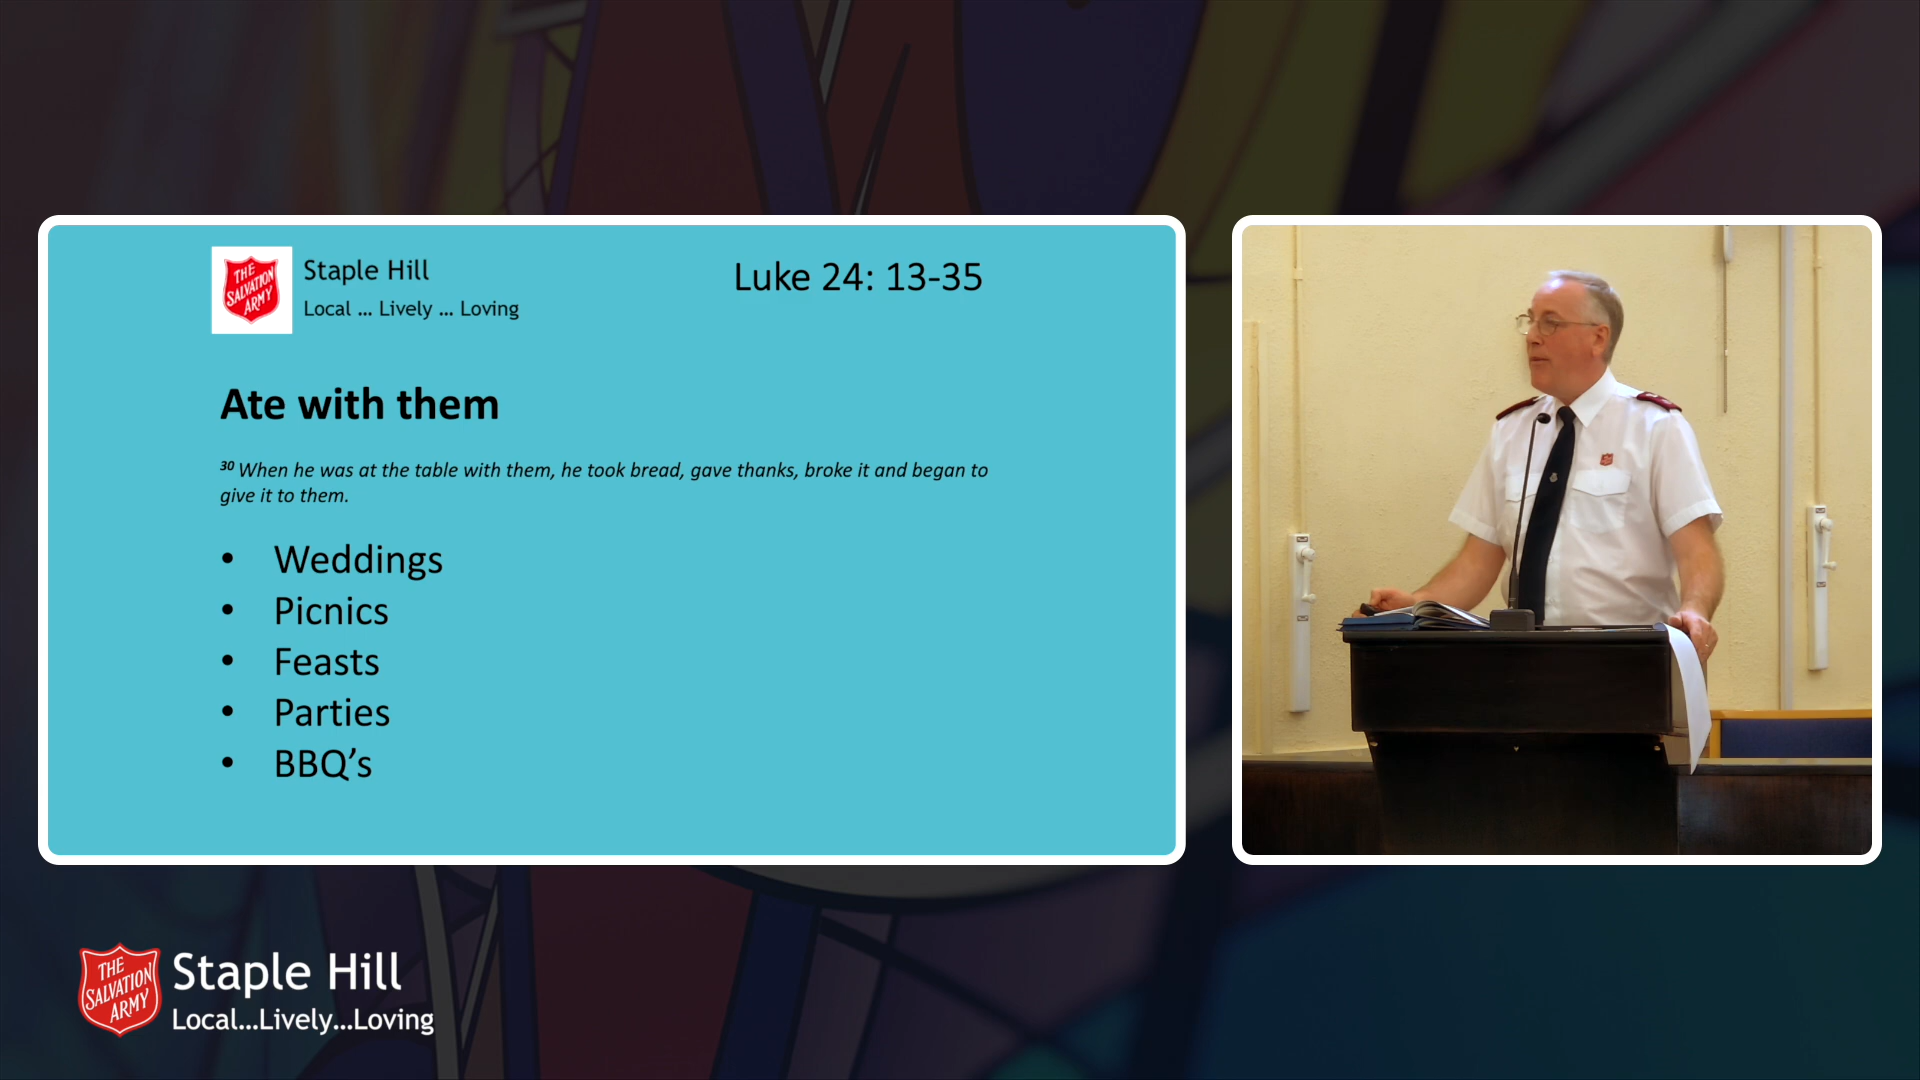 THE
SALVATION
ARMY
Staple Hill
Local ... Lively ... Loving
Luke 24: 13-35
Ate with them
30 When he was at the table with them, he took bread, gave thanks, broke it and began to
give it to them.
• Weddings
• Picnics
• Feasts
• Parties
• BBQ’s
THE
SALVATION
ARMY
Staple Hill
Local...Lively...Loving